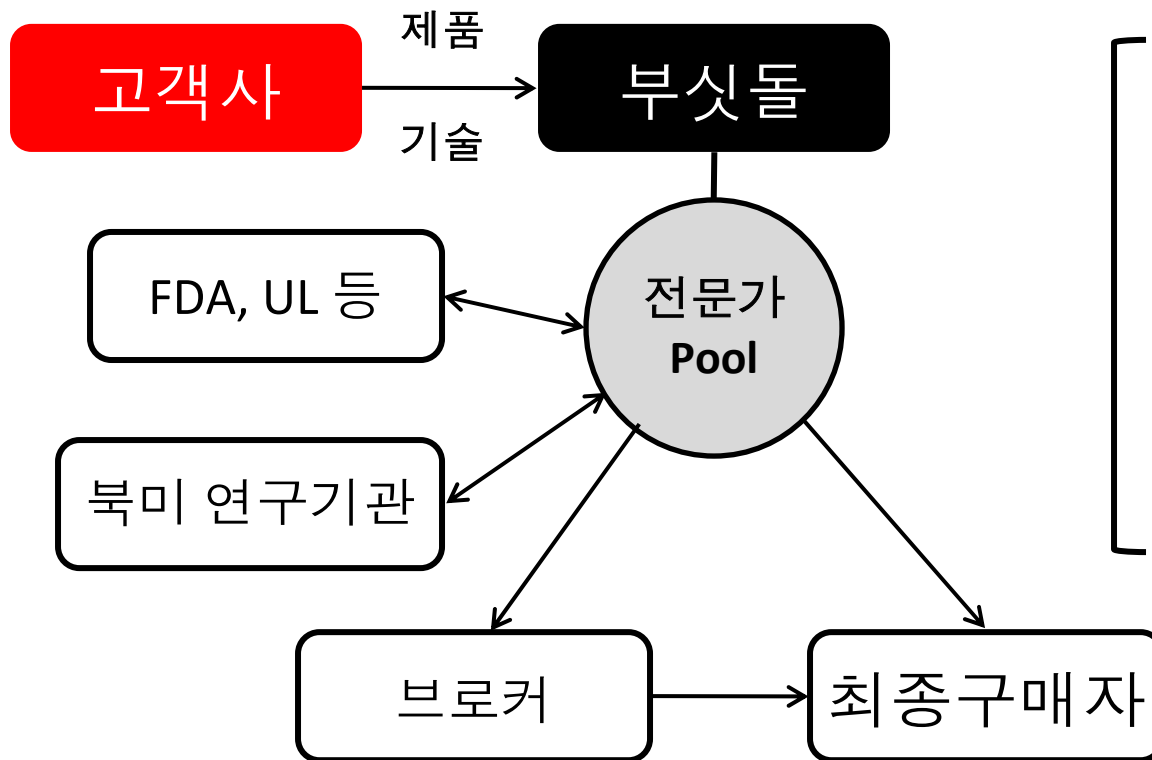 고객사
제품
기술
부싯돌
FDA, UL 등
전문가
Pool
북미 연구기관
브로커
최종구매자